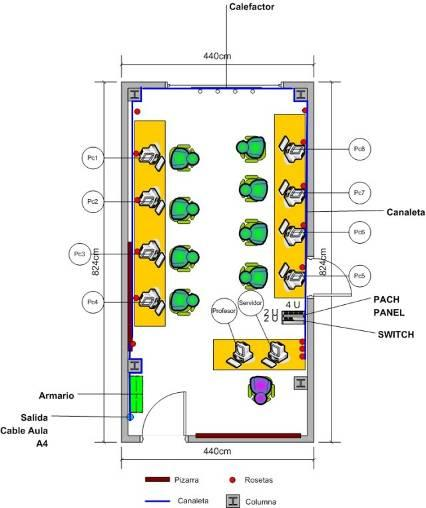 Calefactor
440cm
Pc1
Pc8
Pc2
Pc7
Canaleta
Pc6
Pc3
824cm
824cm
Pc5
Pc4
Profesor
Servidor
4 U
2 U
2 U
PACH
PANEL
SWITCH
Armario
Salida
Cable Aula
A4
440cm
Pizarra
Rosetas
Canaleta
Columna